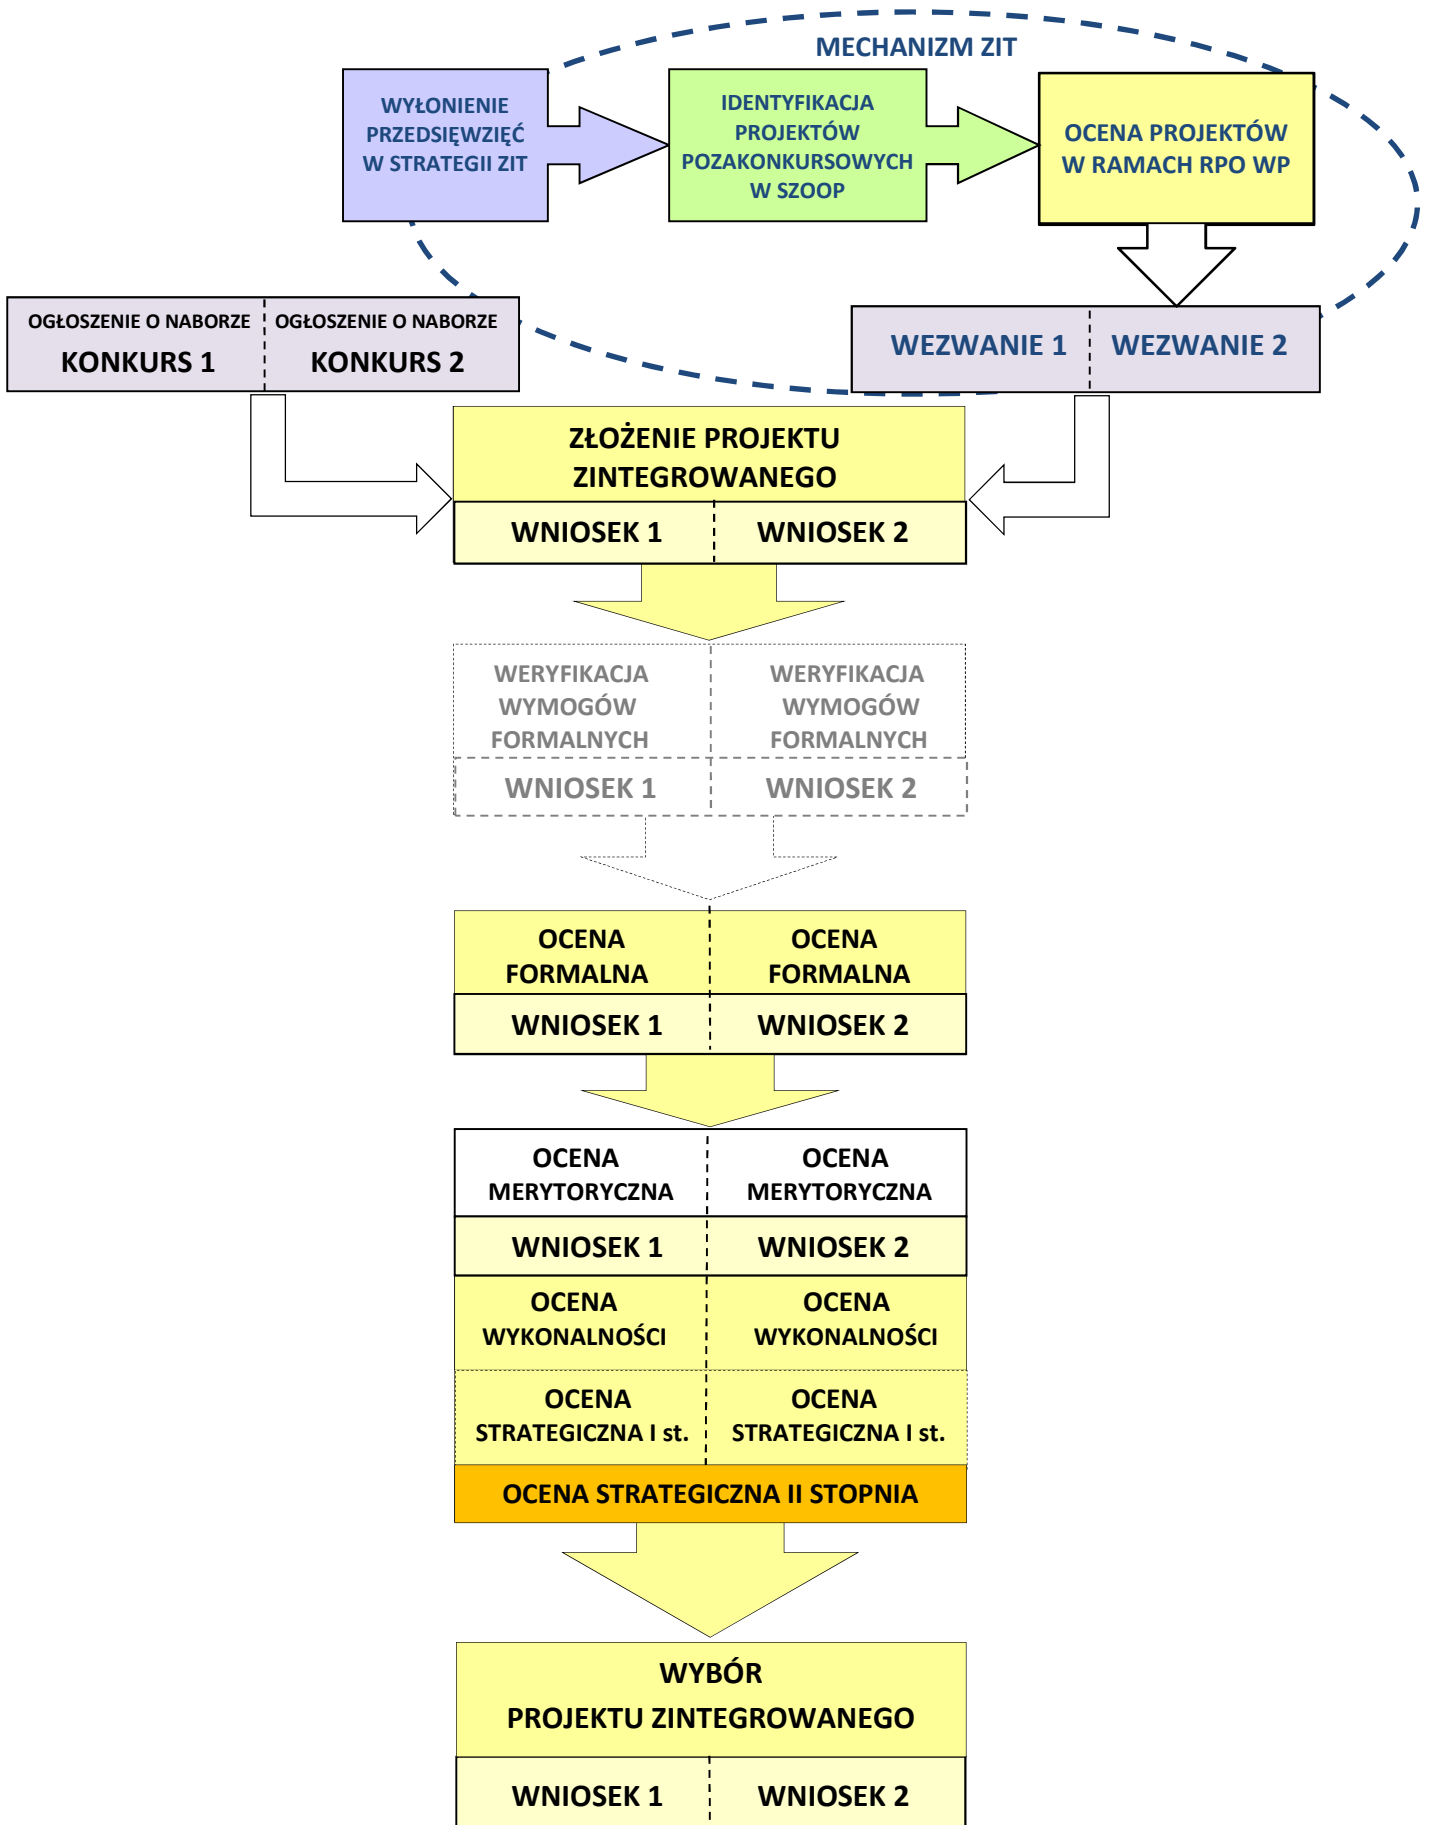 MECHANIZM ZIT
WYŁONIENIE
PRZEDSIĘWZIĘĆ
W STRATEGII ZIT
IDENTYFIKACJA
PROJEKTÓW
POZAKONKURSOWYCH
W SZOOP
OCENA PROJEKTÓW
W RAMACH RPO WP
OGŁOSZENIE O NABORZE
KONKURS 1
OGŁOSZENIE O NABORZE
KONKURS 2
WEZWANIE 1
WEZWANIE 2
ZŁOŻENIE PROJEKTU
ZINTEGROWANEGO
WNIOSEK 1
WNIOSEK 2
WERYFIKACJA
WYMOGÓW
FORMALNYCH
WNIOSEK 1
WERYFIKACJA
WYMOGÓW
FORMALNYCH
WNIOSEK 2
OCENA
FORMALNA
WNIOSEK 1
OCENA
FORMALNA
WNIOSEK 2
OCENA
MERYTORYCZNA
WNIOSEK 1
OCENA
MERYTORYCZNA
WNIOSEK 2
OCENA
WYKONALNOŚCI
OCENA
WYKONALNOŚCI
OCENA
STRATEGICZNA I st.
OCENA
STRATEGICZNA I st.
OCENA STRATEGICZNA II STOPNIA
WYBÓR
PROJEKTU ZINTEGROWANEGO
WNIOSEK 1
WNIOSEK 2